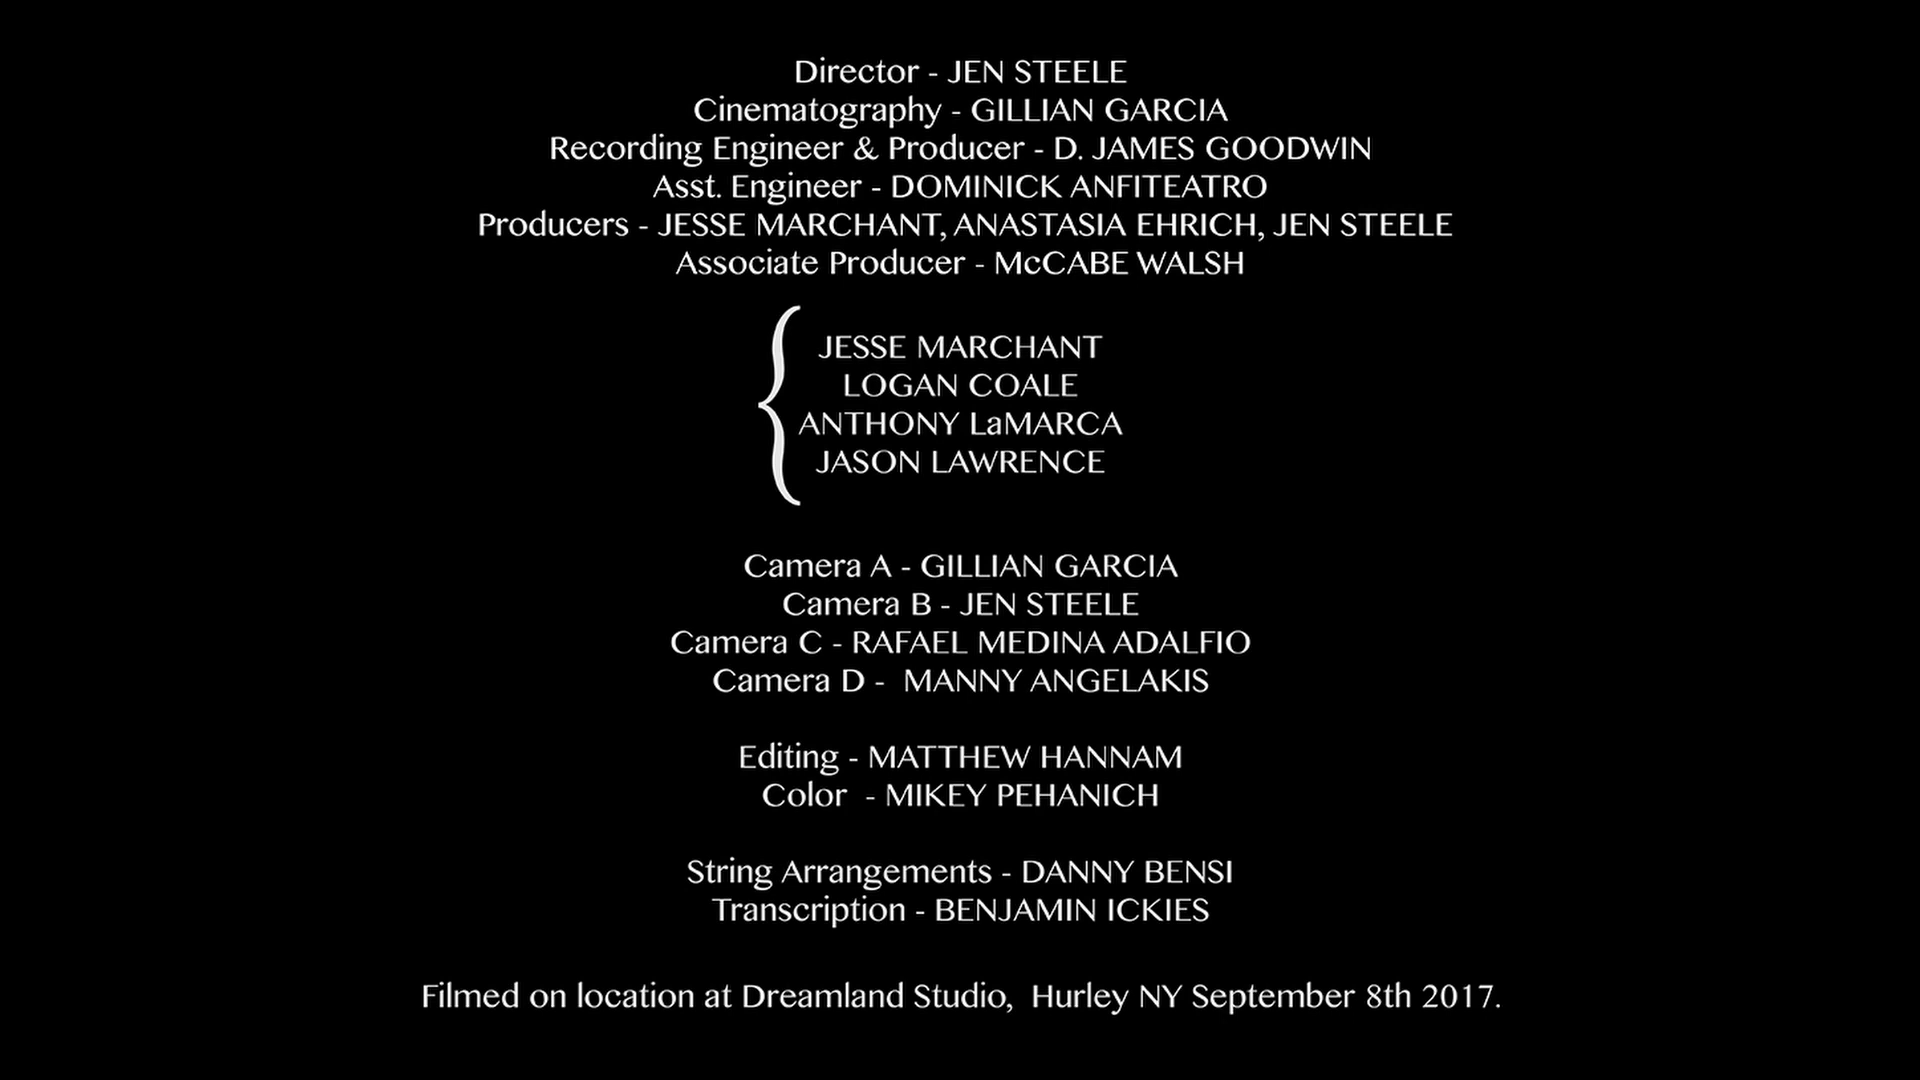 Director - JEN STEELE
Cinematography - GILLIAN GARCIA
Recording Engineer & Producer - D. JAMES GOODWIN
Asst. Engineer - DOMINICK ANFITEATRO
Producers - JESSE MARCHANT, ANASTASIA EHRICH, JEN STEELE
Associate Producer - McCABE WALSH
JESSE MARCHANT
LOGAN COALE
ANTHONY LaMARCA
JASON LAWRENCE
Camera A - GILLIAN GARCIA
Camera B - JEN STEELE
Camera C - RAFAEL MEDINA ADALFIO
Camera D -  MANNY ANGELAKIS
Editing - MATTHEW HANNAM
Color  - MIKEY PEHANICH
String Arrangements - DANNY BENSI
Transcription - BENJAMIN ICKIES
Filmed on location at Dreamland Studio,  Hurley NY September 8th 2017.